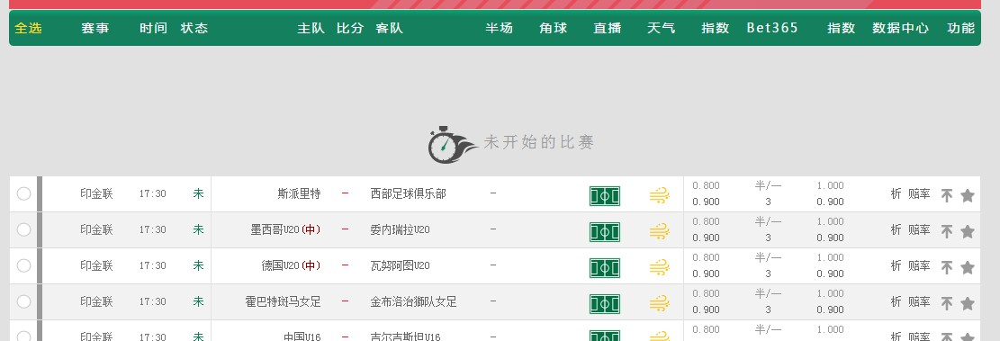 全选 赛事 时间 状态 主队 比分 客队 半场 角球 直播 天气 指数 Bet365 指数 数据中心 功能
未开始的比赛
印金联 17:30 未 斯派里特 - 西部足球俱乐部 - 0.800 半/一 1.000 析 赔率
0.900 3 0.900
印金联 17:30 未 墨西哥U20(中) - 委内瑞拉U20 - 0.800 半/一 1.000 析 赔率
0.900 3 0.900
印金联 17:30 未 德国U20(中) - 瓦努阿图U20 - 0.800 半/一 1.000 析 赔率
0.900 3 0.900
印金联 17:30 未 霍巴特斑马女足 - 金布洛治獅队女足 - 0.800 半/一 1.000 析 赔率
0.900 3 0.900
印金联 17:30 未 中国U16 - 吉尔吉斯坦U16 - 0.800 半/一 1.000 析 赔率